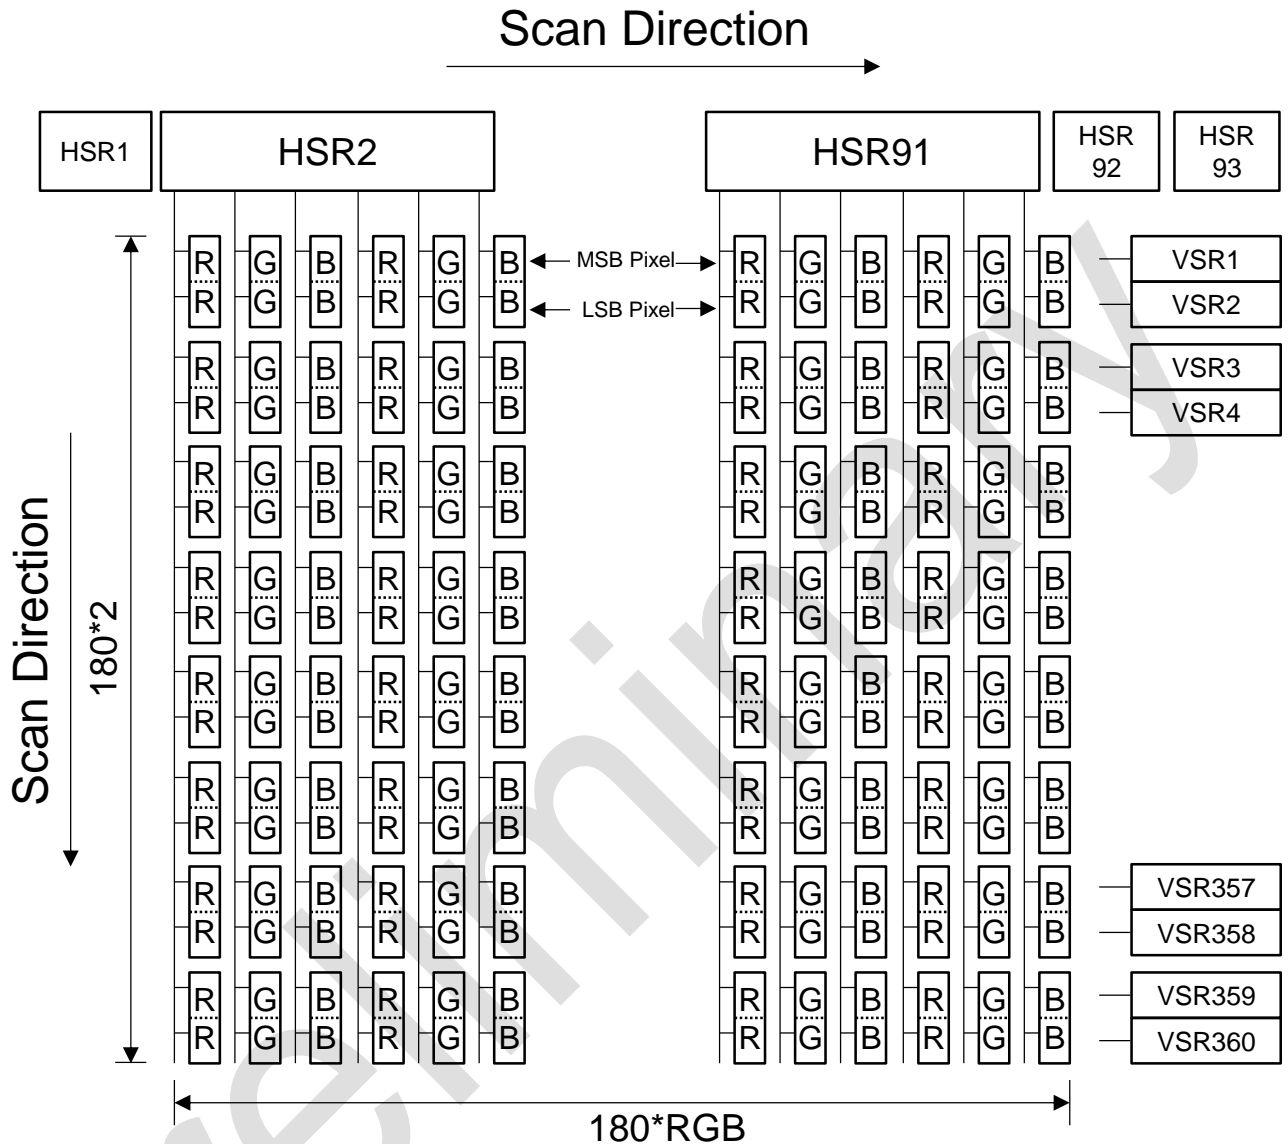 Scan Direction
HSR1 HSR2 HSR91 HSR 92 HSR 93
R G B R G B MSB Pixel R G B R G B VSR1
R G B R G B LSB Pixel R G B R G B VSR2
R G B R G B R G B R G B VSR3
R G B R G B R G B R G B VSR4
R G B R G B R G B R G B
R G B R G B R G B R G B
R G B R G B R G B R G B
R G B R G B R G B R G B
R G B R G B R G B R G B
R G B R G B R G B R G B
R G B R G B R G B R G B
R G B R G B R G B R G B
R G B R G B R G B R G B VSR357
R G B R G B R G B R G B VSR358
R G B R G B R G B R G B VSR359
R G B R G B R G B R G B VSR360
Scan Direction
180*2
180*RGB
reliminary